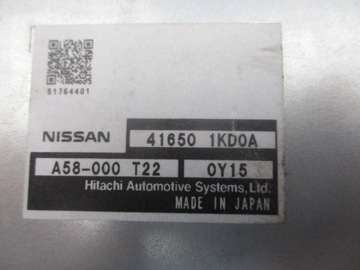 51764401
NISSAN 41650 1KD0A
A58-000 T22 0Y15
Hitachi Automotive Systems, Ltd.
MADE IN JAPAN